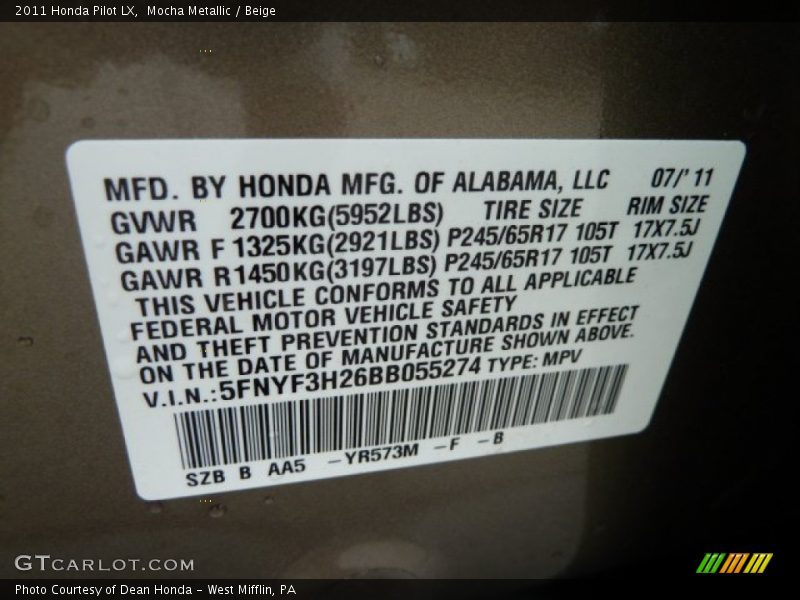 2011 Honda Pilot LX,  Mocha Metallic / Beige
MFD. BY HONDA MFG. OF ALABAMA, LLC 07/'11
GVWR 2700KG(5952LBS) TIRE SIZE RIM SIZE
GAWR F 1325KG(2921LBS) P245/65R17 105T 17X7.5J
GAWR R1450KG(3197LBS) P245/65R17 105T 17X7.5J
THIS VEHICLE CONFORMS TO ALL APPLICABLE
FEDERAL MOTOR VEHICLE SAFETY
AND THEFT PREVENTION STANDARDS IN EFFECT
ON THE DATE OF MANUFACTURE SHOWN ABOVE.
V.I.N.:5FNYF3H26BB055274 TYPE: MPV
SZB B AA5 -YR573M -F -B
GTCARLOT.COM
Photo Courtesy of Dean Honda - West Mifflin, PA